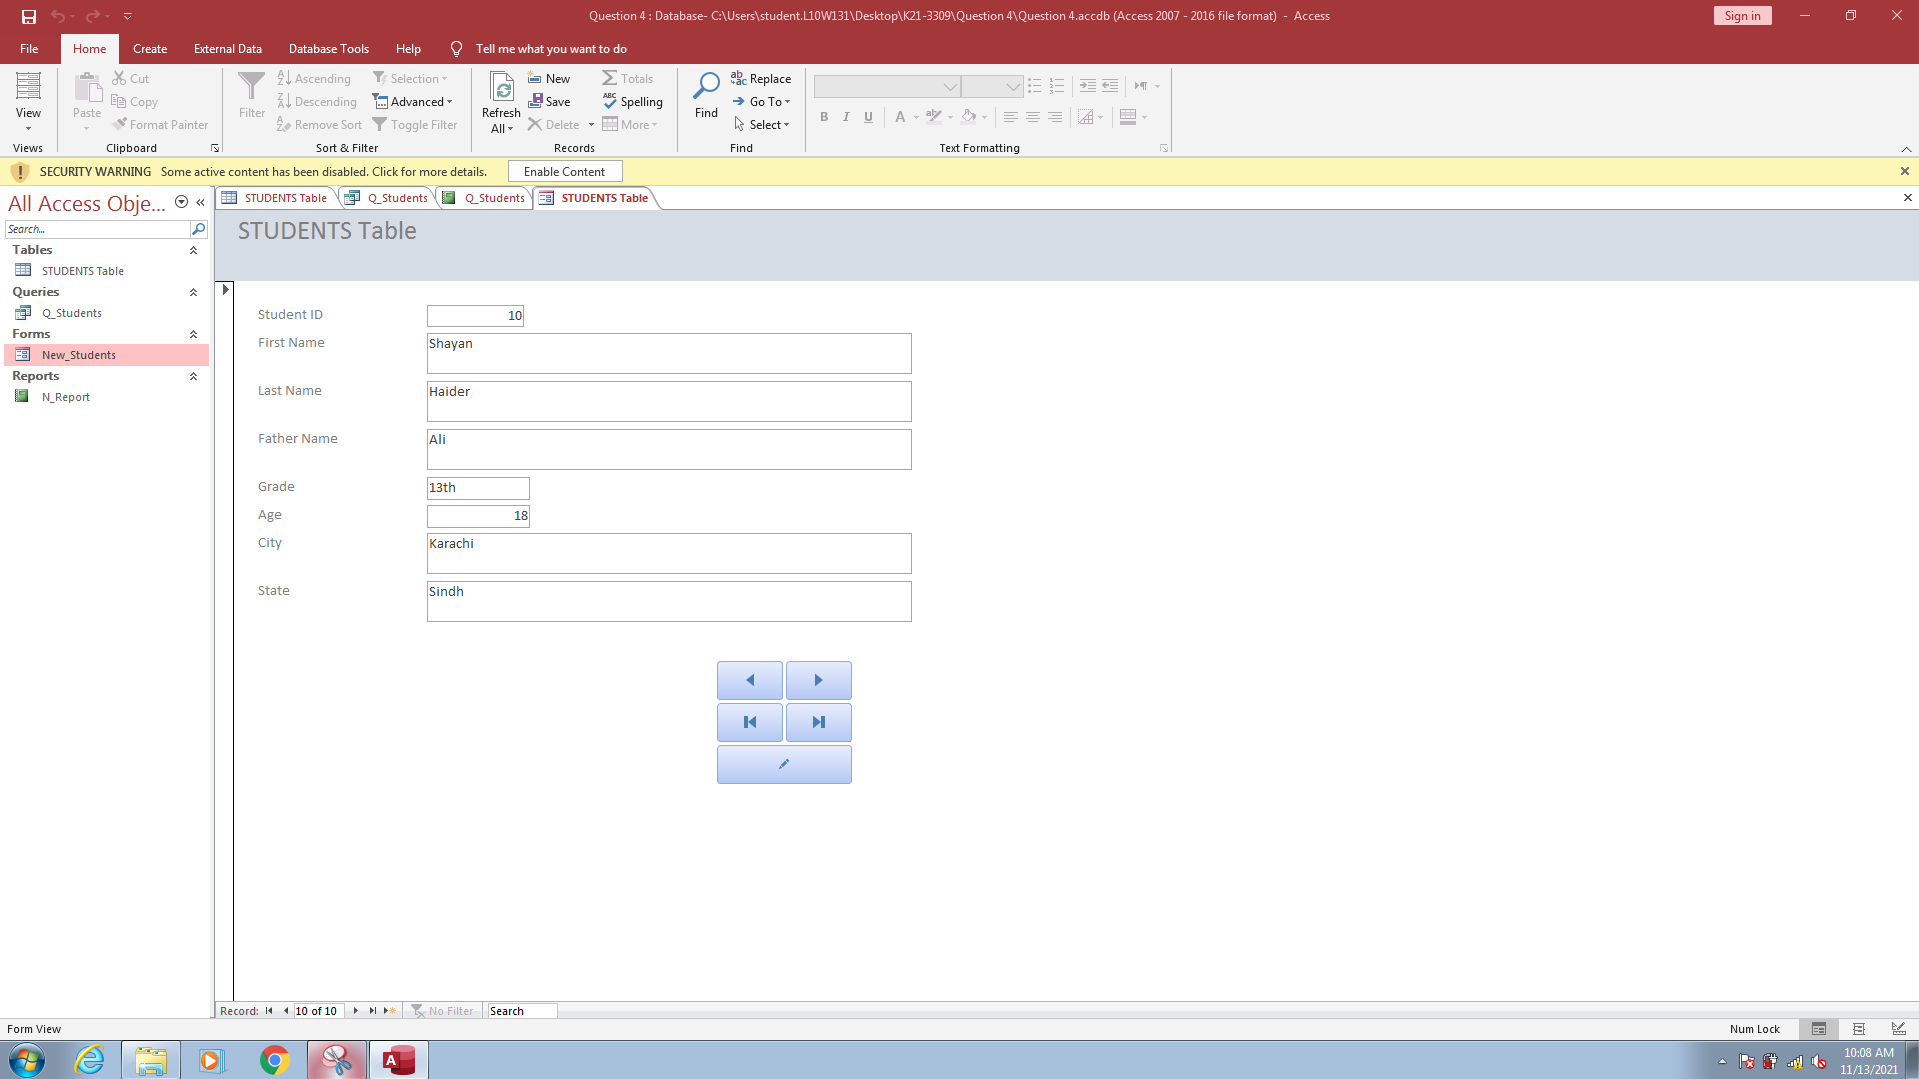 Question 4 : Database- C:\Users\student.L10W131\Desktop\K21-3309\Question 4\Question 4.accdb (Access 2007 - 2016 file format) - Access
Sign in
File Home Create External Data Database Tools Help Tell me what you want to do
View
Views
Paste
Cut
Copy
Format Painter
Clipboard
Filter
Ascending
Descending
Remove Sort
Selection
Advanced
Toggle Filter
Sort & Filter
Refresh
All
New
Save
Delete
Totals
Spelling
More
Records
Find
Replace
Go To
Select
Find
B I U A
Text Formatting
SECURITY WARNING Some active content has been disabled. Click for more details. Enable Content
All Access Obje...
Search...
Tables
STUDENTS Table
Queries
Q_Students
Forms
New_Students
Reports
N_Report
STUDENTS Table Q_Students Q_Students STUDENTS Table
STUDENTS Table
Student ID 10
First Name Shayan
Last Name Haider
Father Name Ali
Grade 13th
Age 18
City Karachi
State Sindh
Record: 10 of 10 No Filter Search
Form View
Num Lock
10:08 AM
11/13/2021